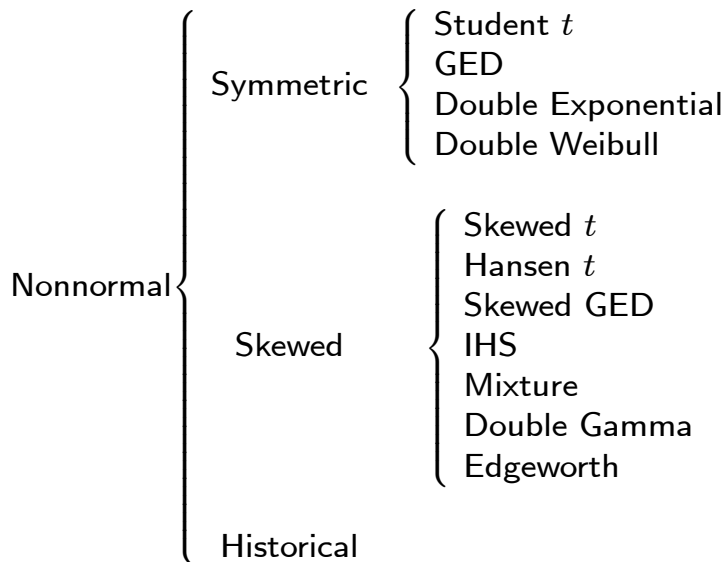 Student t
GED
Symmetric
Double Exponential
Double Weibull
Skewed t
Hansen t
Nonnormal
Skewed GED
Skewed
IHS
Mixture
Double Gamma
Edgeworth
Historical